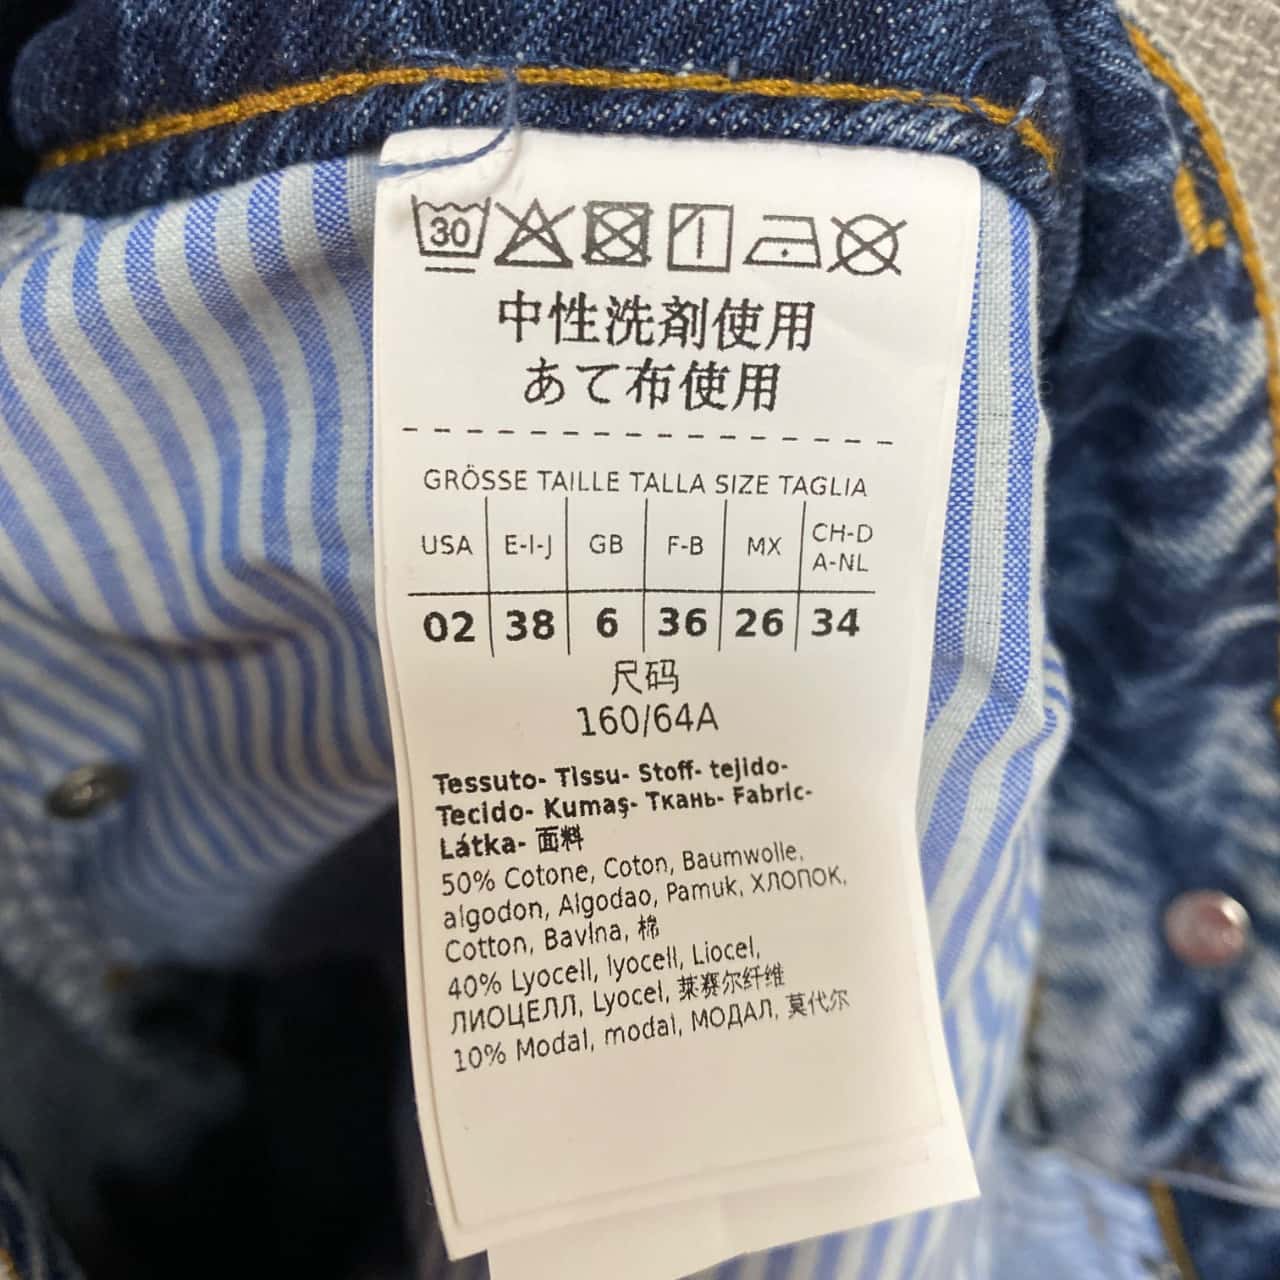 30
中性洗剤使用
あて布使用
GRÖSSE TAILLE TALLA SIZE TAGLIA
USA E-I-J GB F-B MX CH-D A-NL
02 38 6 36 26 34
尺码
160/64A
Tessuto- Tissu- Stoff- tejido-
Tecido- Kumaş- Ткань- Fabric-
Látka- 面料
50% Cotone, Coton, Baumwolle,
algodon, Algodao, Pamuk, ХЛОПОК,
Cotton, Bavlna, 棉
40% Lyocell, lyocell, Liocel,
ЛИОЦЕЛЛ, Lyocel, 莱赛尔纤维
10% Modal, modal, МОДАЛ, 莫代尔